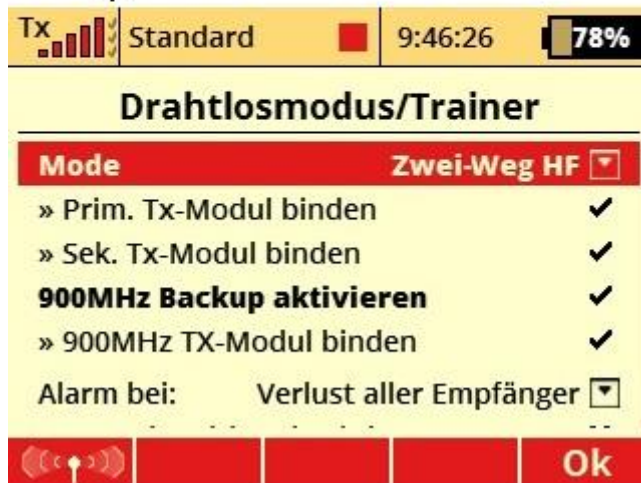 Tx Standard 9:46:26 78%
Drahtlosmodus/Trainer
Mode Zwei-Weg HF
» Prim. Tx-Modul binden
» Sek. Tx-Modul binden
900MHz Backup aktivieren
» 900MHz TX-Modul binden
Alarm bei: Verlust aller Empfänger
Ok